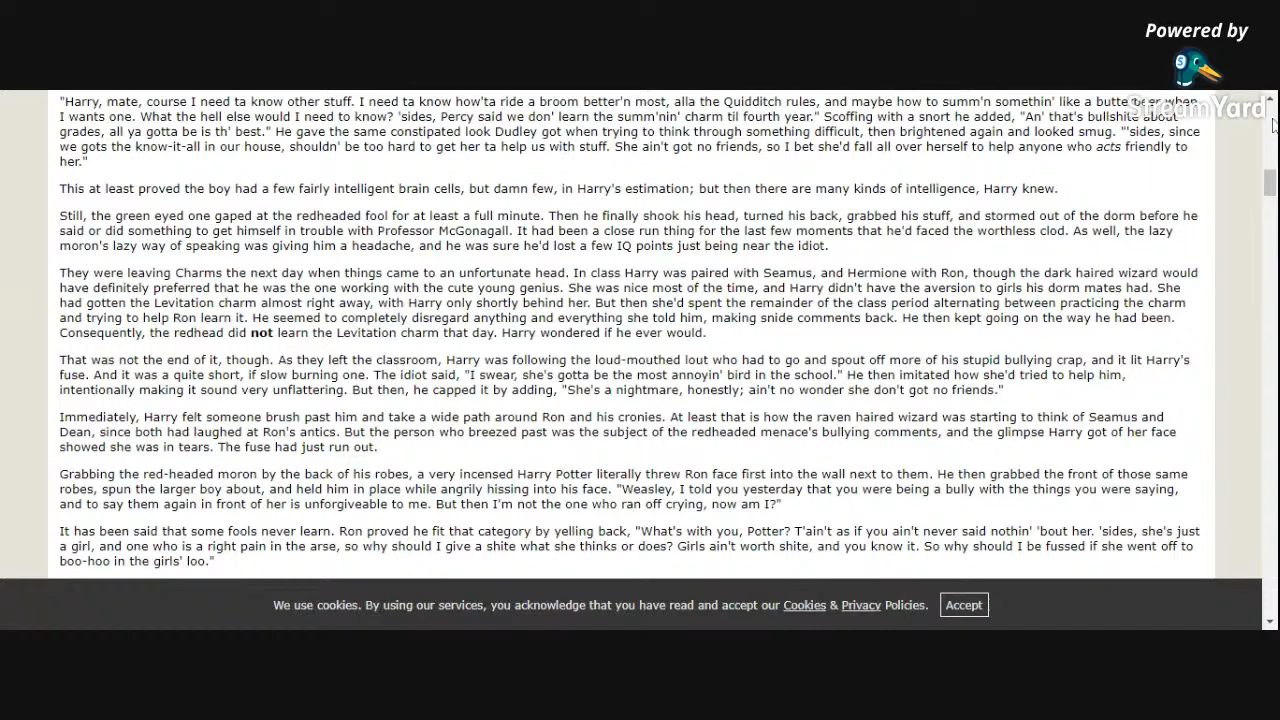 Powered by
StreamYard
"Harry, mate, course I need ta know other stuff. I need ta know how'ta ride a broom better'n most, alla the Quidditch rules, and maybe how to summ'n somethin' like a butterbeer when
I wants one. What the hell else would I need to know? 'sides, Percy said we don' learn the summ'nin' charm til fourth year." Scoffing with a snort he added, "An' that's bullshite about
grades, all ya gotta be is th' best." He gave the same constipated look Dudley got when trying to think through something difficult, then brightened again and looked smug. "'sides, since
we gots the know-it-all in our house, shouldn' be too hard to get her ta help us with stuff. She ain't got no friends, so I bet she'd fall all over herself to help anyone who acts friendly to
her."
This at least proved the boy had a few fairly intelligent brain cells, but damn few, in Harry's estimation; but then there are many kinds of intelligence, Harry knew.
Still, the green eyed one gaped at the redheaded fool for at least a full minute. Then he finally shook his head, turned his back, grabbed his stuff, and stormed out of the dorm before he
said or did something to get himself in trouble with Professor McGonagall. It had been a close run thing for the last few moments that he'd faced the worthless clod. As well, the lazy
moron's lazy way of speaking was giving him a headache, and he was sure he'd lost a few IQ points just being near the idiot.
They were leaving Charms the next day when things came to an unfortunate head. In class Harry was paired with Seamus, and Hermione with Ron, though the dark haired wizard would
have definitely preferred that he was the one working with the cute young genius. She was nice most of the time, and Harry didn't have the aversion to girls his dorm mates had. She
had gotten the Levitation charm almost right away, with Harry only shortly behind her. But then she'd spent the remainder of the class period alternating between practicing the charm
and trying to help Ron learn it. He seemed to completely disregard anything and everything she told him, making snide comments back. He then kept going on the way he had been.
Consequently, the redhead did not learn the Levitation charm that day. Harry wondered if he ever would.
That was not the end of it, though. As they left the classroom, Harry was following the loud-mouthed lout who had to go and spout off more of his stupid bullying crap, and it lit Harry's
fuse. And it was a quite short, if slow burning one. The idiot said, "I swear, she's gotta be the most annoyin' bird in the school." He then imitated how she'd tried to help him,
intentionally making it sound very unflattering. But then, he capped it by adding, "She's a nightmare, honestly; ain't no wonder she don't got no friends."
Immediately, Harry felt someone brush past him and take a wide path around Ron and his cronies. At least that is how the raven haired wizard was starting to think of Seamus and
Dean, since both had laughed at Ron's antics. But the person who breezed past was the subject of the redheaded menace's bullying comments, and the glimpse Harry got of her face
showed she was in tears. The fuse had just run out.
Grabbing the red-headed moron by the back of his robes, a very incensed Harry Potter literally threw Ron face first into the wall next to them. He then grabbed the front of those same
robes, spun the larger boy about, and held him in place while angrily hissing into his face. "Weasley, I told you yesterday that you were being a bully with the things you were saying,
and to say them again in front of her is unforgiveable to me. But then I'm not the one who ran off crying, now am I?"
It has been said that some fools never learn. Ron proved he fit that category by yelling back, "What's with you, Potter? T'ain't as if you ain't never said nothin' 'bout her. 'sides, she's just
a girl, and one who is a right pain in the arse, so why should I give a shite what she thinks or does? Girls ain't worth shite, and you know it. So why should I be fussed if she went off to
boo-hoo in the girls' loo."
We use cookies. By using our services, you acknowledge that you have read and accept our Cookies & Privacy Policies. Accept